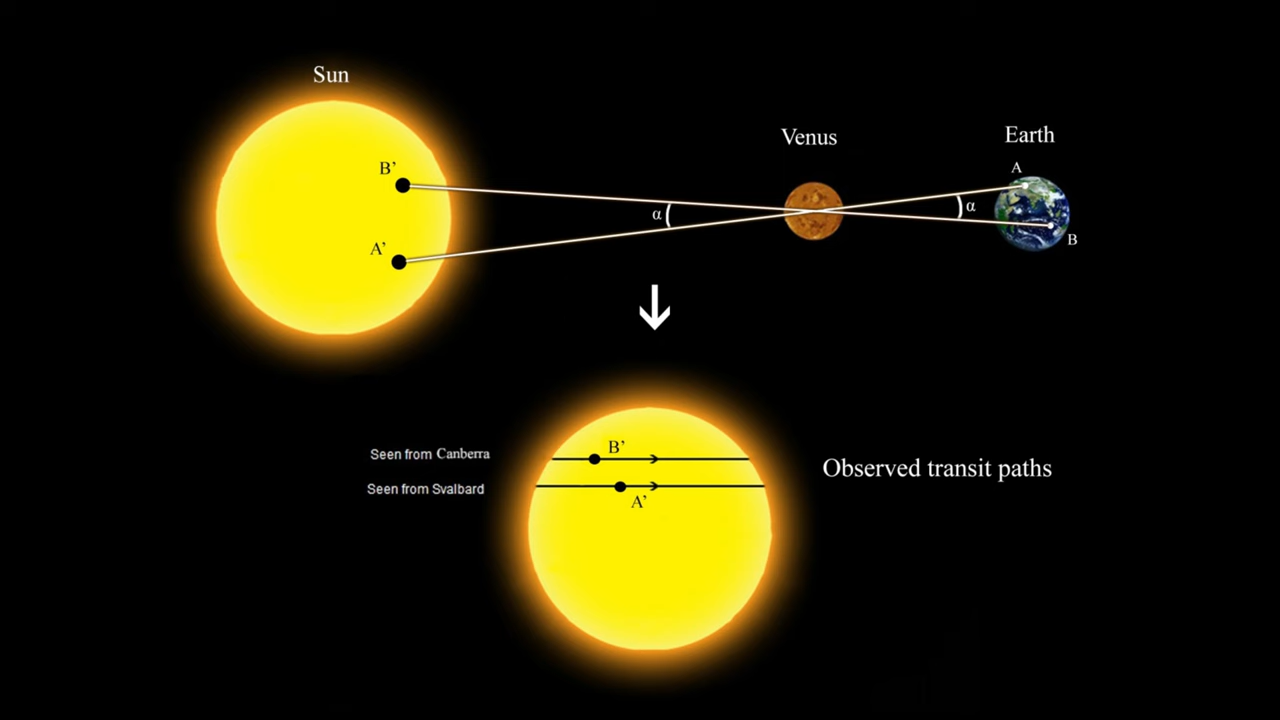 Sun
Venus
Earth
A
B’
α
α
B
A’
Seen from Canberra
B’
Observed transit paths
Seen from Svalbard
A’